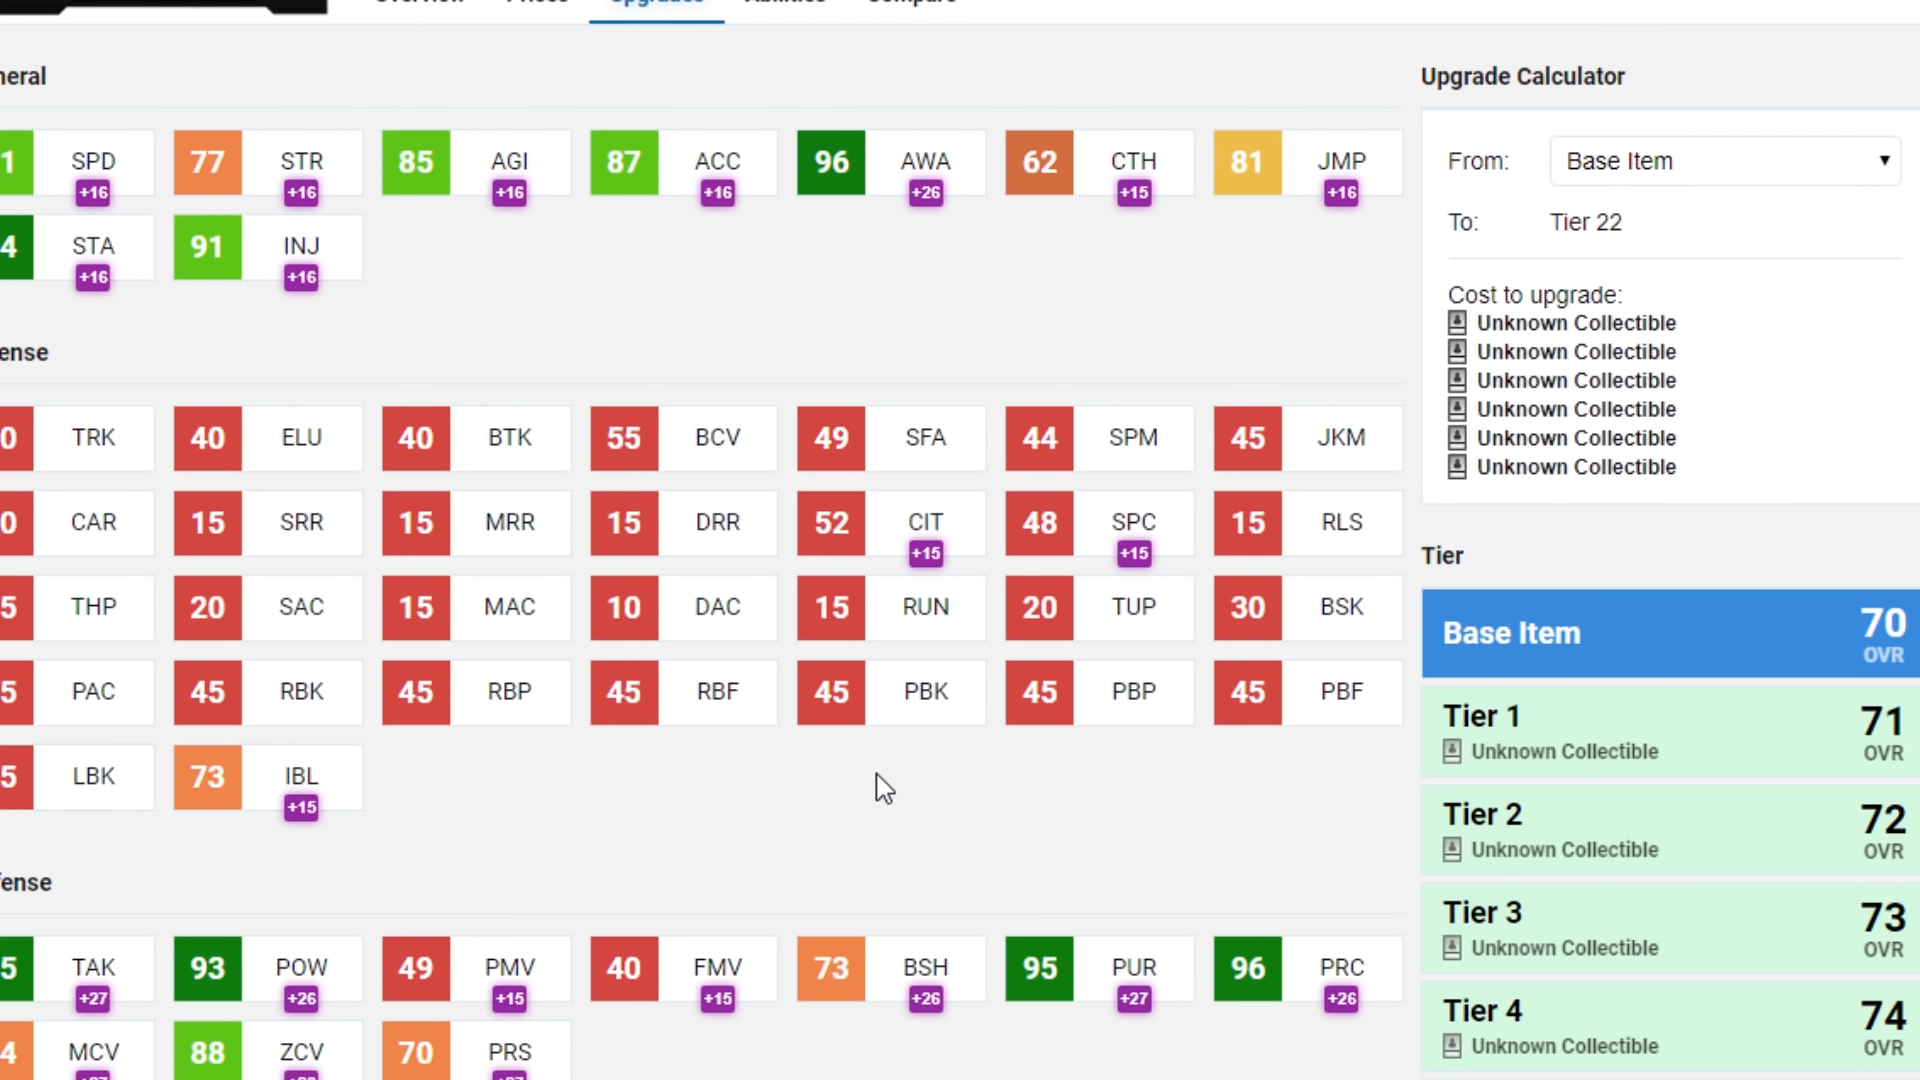 Overview Prices Upgrades Abilities Compare
neral
Upgrade Calculator
1 SPD 77 STR 85 AGI 87 ACC 96 AWA 62 CTH 81 JMP
+16 +16 +16 +16 +26 +15 +16
4 STA 91 INJ
+16 +16
From: Base Item
To: Tier 22
Cost to upgrade:
Unknown Collectible
Unknown Collectible
Unknown Collectible
Unknown Collectible
Unknown Collectible
Unknown Collectible
ense
0 TRK 40 ELU 40 BTK 55 BCV 49 SFA 44 SPM 45 JKM
0 CAR 15 SRR 15 MRR 15 DRR 52 CIT 48 SPC 15 RLS
+15 +15
5 THP 20 SAC 15 MAC 10 DAC 15 RUN 20 TUP 30 BSK
5 PAC 45 RBK 45 RBP 45 RBF 45 PBK 45 PBP 45 PBF
5 LBK 73 IBL
+15
fense
5 TAK 93 POW 49 PMV 40 FMV 73 BSH 95 PUR 96 PRC
+27 +26 +15 +15 +26 +27 +26
4 MCV 88 ZCV 70 PRS
Tier
Base Item 70
OVR
Tier 1 71
Unknown Collectible OVR
Tier 2 72
Unknown Collectible OVR
Tier 3 73
Unknown Collectible OVR
Tier 4 74
Unknown Collectible OVR